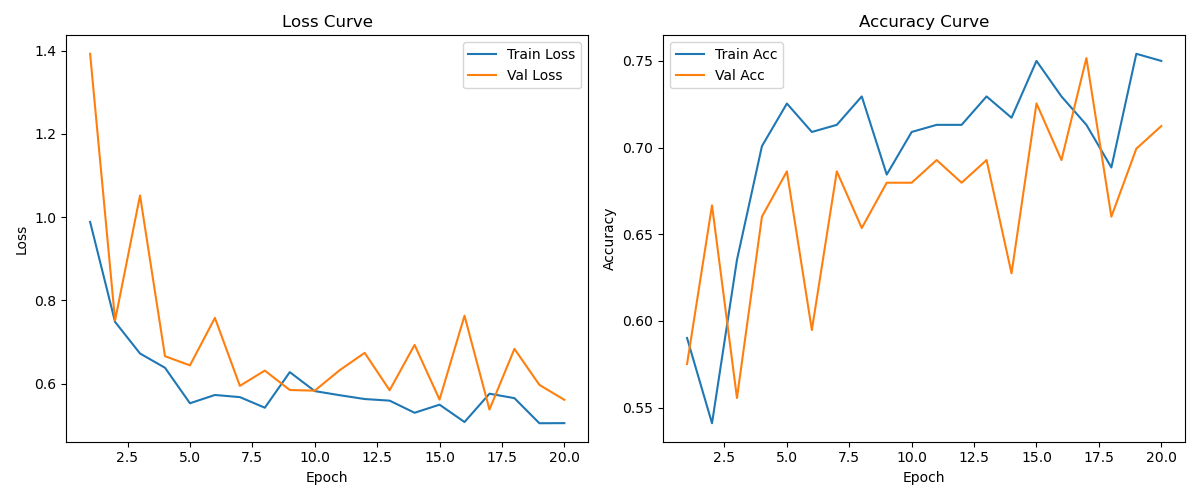 Loss Curve
Train Loss
Val Loss
Loss
1.4
1.2
1.0
0.8
0.6
2.5 5.0 7.5 10.0 12.5 15.0 17.5 20.0
Epoch
Accuracy Curve
Train Acc
Val Acc
Accuracy
0.75
0.70
0.65
0.60
0.55
2.5 5.0 7.5 10.0 12.5 15.0 17.5 20.0
Epoch